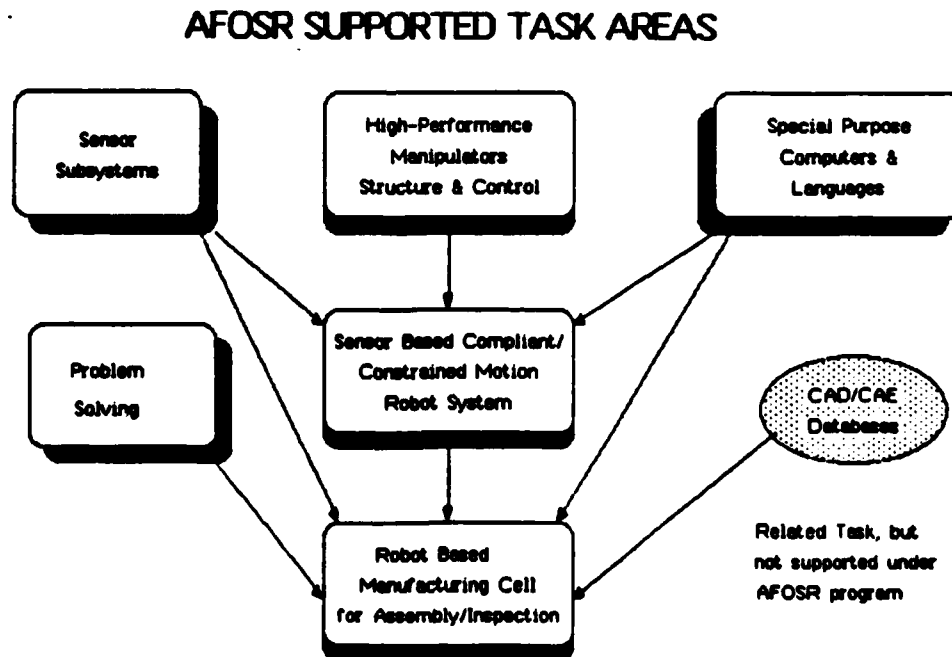 AFOSR SUPPORTED TASK AREAS
Sensor
Subsystems
High-Performance
Manipulators
Structure & Control
Special Purpose
Computers &
Languages
Sensor Based Compliant/
Constrained Motion
Robot System
Problem
Solving
CAD/CAE
Databases
Robot Based
Manufacturing Cell
for Assembly/Inspection
Related Task, but
not supported under
AFOSR program